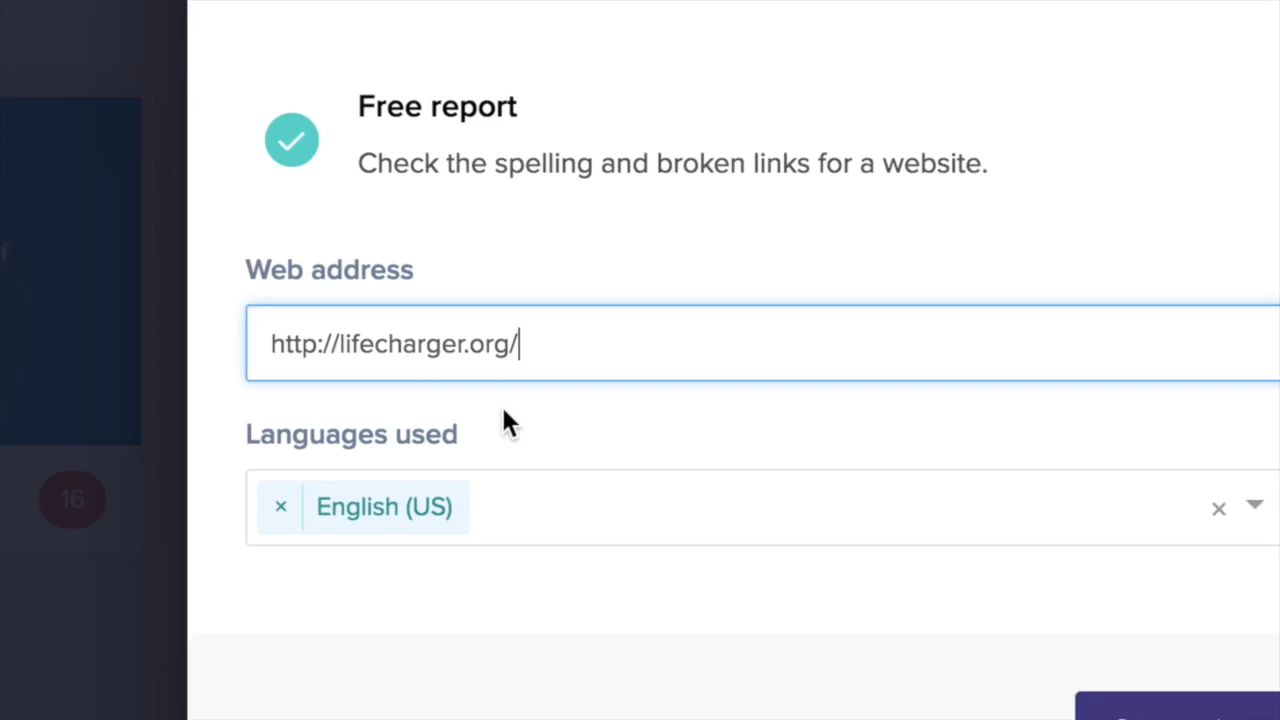 Free report
Check the spelling and broken links for a website.
Web address
http://lifecharger.org/
Languages used
× English (US) ×
16